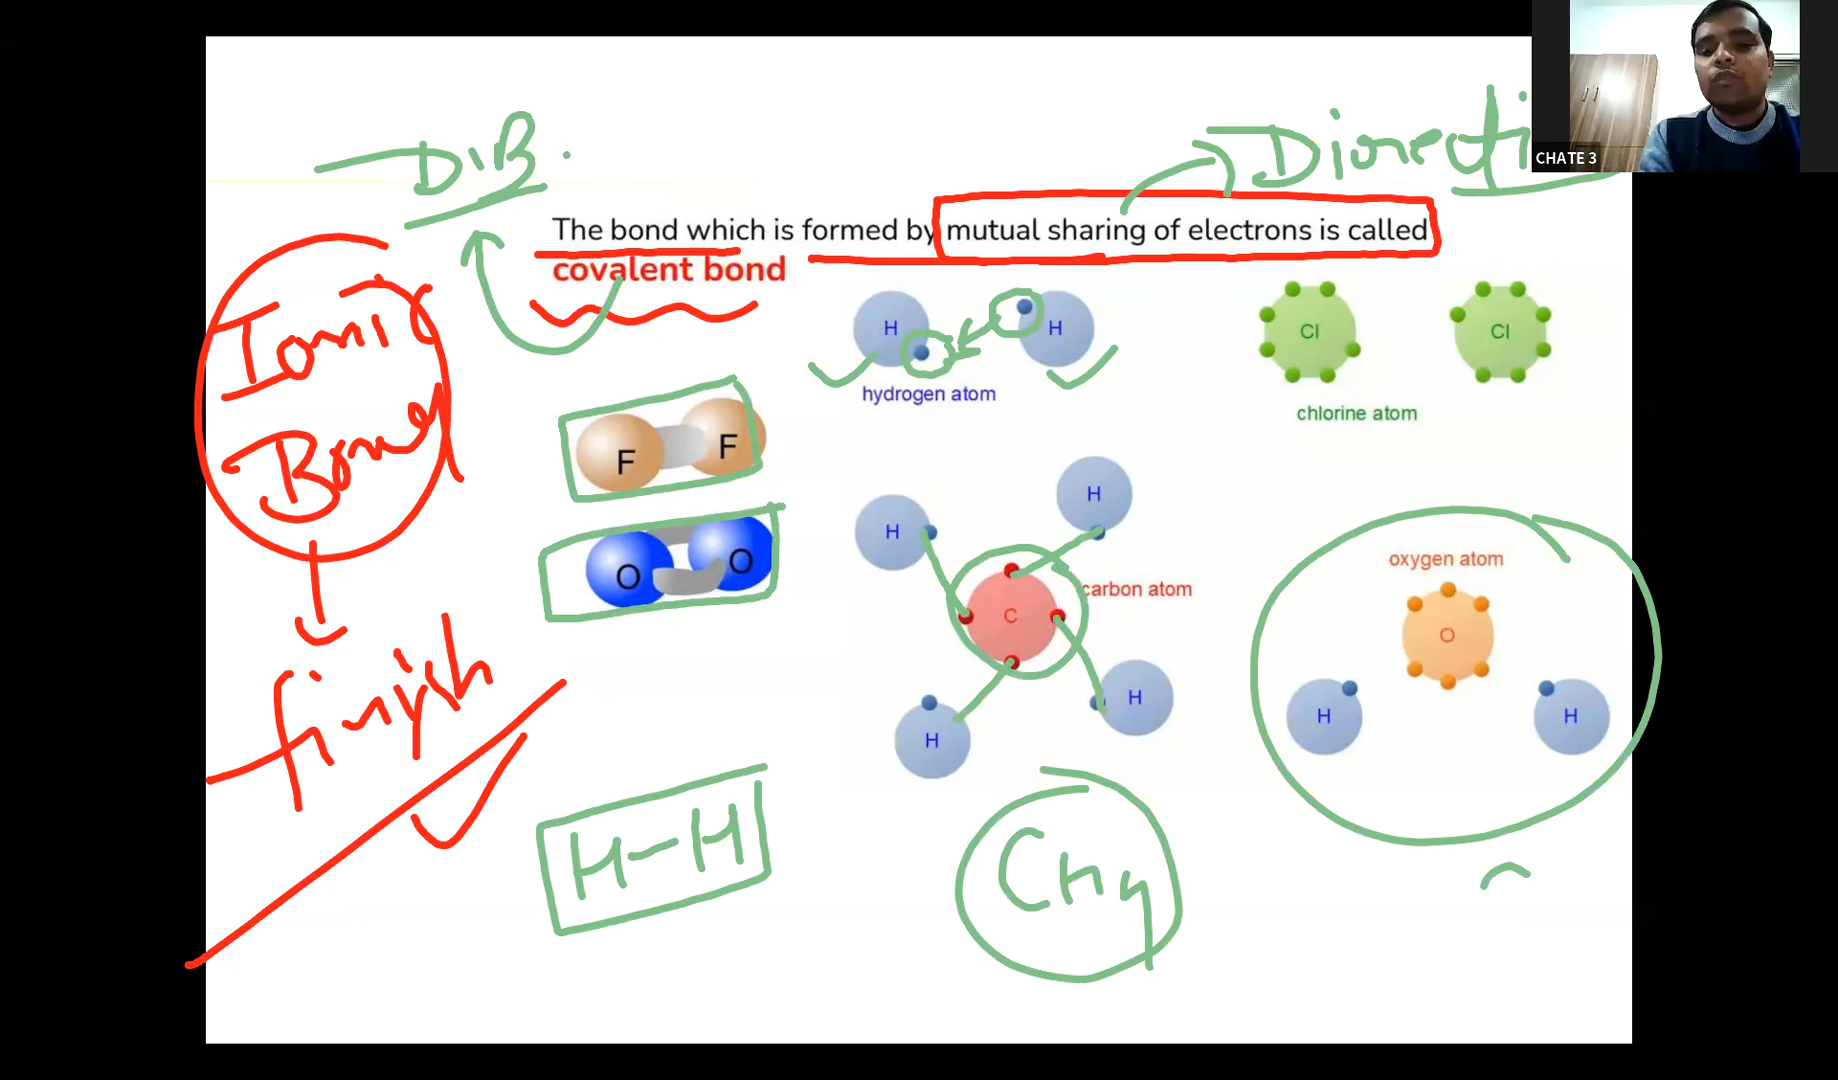 D.B.
CHATE 3
The bond which is formed by mutual sharing of electrons is called
covalent bond
Ionic
Bond
finish
H
H
hydrogen atom
Cl
Cl
chlorine atom
F
F
O
O
H
H
C
carbon atom
H
H
oxygen atom
O
H
H
H-H
CH4